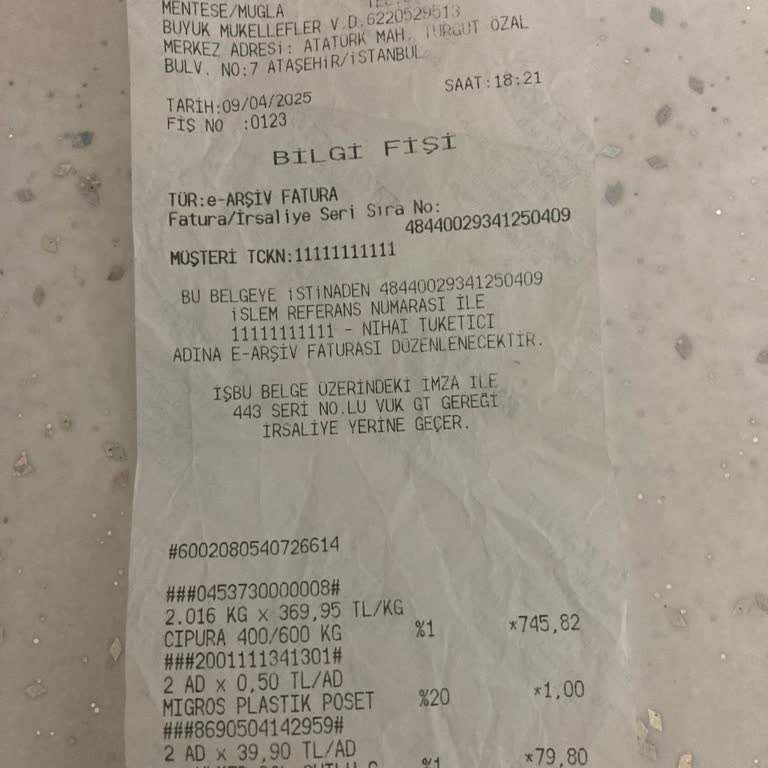 MENTESE/MUGLA
BUYUK MUKELLEFLER V.D.6220529513
MERKEZ ADRESİ: ATATÜRK MAH. TURGUT ÖZAL
BULV. NO:7 ATAŞEHİR/İSTANBUL
SAAT:18:21
TARİH:09/04/2025
FİŞ NO :0123
BİLGİ FİŞİ
TÜR:e-ARŞİV FATURA
Fatura/İrsaliye Seri Sıra No:
48440029341250409
MÜŞTERİ TCKN:11111111111
BU BELGEYE İSTİNADEN 48440029341250409
İSLEM REFERANS NUMARASI İLE
11111111111 - NIHAI TUKETICI
ADINA E-ARŞİV FATURASI DÜZENLENECEKTİR.
İŞBU BELGE ÜZERİNDEKİ İMZA ILE
443 SERİ NO.LU VUK GT GEREĞİ
İRSALİYE YERİNE GEÇER.
#6002080540726614
###0453730000008#
2.016 KG x 369,95 TL/KG
CIPURA 400/600 KG %1 *745,82
###2001111341301#
2 AD x 0,50 TL/AD
MIGROS PLASTIK POSET %20 *1,00
###8690504142959#
2 AD x 39,90 TL/AD
%1 *79,80